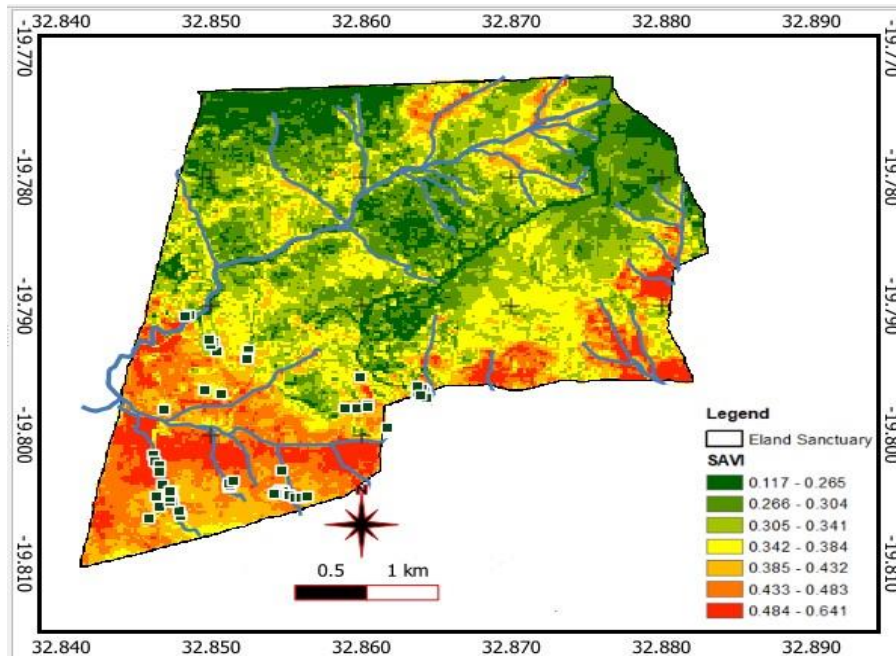 32.840 32.850 32.860 32.870 32.880 32.890
-19.770 -19.770
-19.780 -19.780
-19.790 -19.790
-19.800 -19.800
-19.810 -19.810
Legend
Eland Sanctuary
SAVI
0.117 - 0.265
0.266 - 0.304
0.305 - 0.341
0.342 - 0.384
0.385 - 0.432
0.433 - 0.483
0.484 - 0.641
0.5 1 km
32.840 32.850 32.860 32.870 32.880 32.890